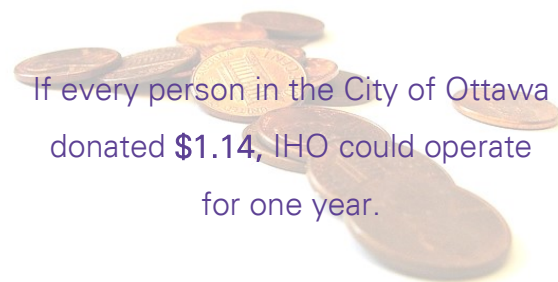 If every person in the City of Ottawa
donated $1.14, IHO could operate
for one year.